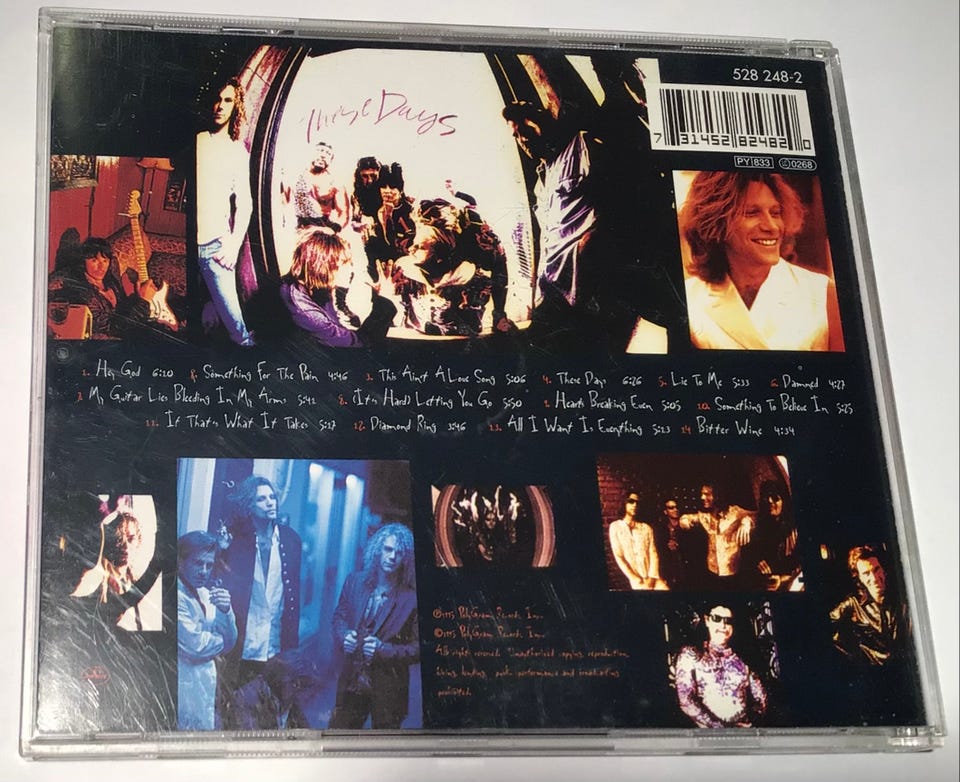 528 248-2
These Days
7 31452 82482 0
PY 833 0268
1. Hey God 6:10 2. Something For The Pain 4:46 3. This Ain't A Love Song 5:06 4. These Days 6:26 5. Lie To Me 5:33 6. Damned 4:27
7. My Guitar Lies Bleeding In My Arms 5:42 8. (It's Hard) Letting You Go 5:50 9. Hearts Breaking Even 5:05 10. Something To Believe In 5:25
11. If That's What It Takes 5:17 12. Diamond Ring 3:46 13. All I Want Is Everything 5:23 14. Bitter Wine 4:34
℗1995 PolyGram Records Inc.
©1995 PolyGram Records Inc.
All rights reserved. Unauthorized copying, reproduction,
hiring, lending, public performance and broadcasting
prohibited.